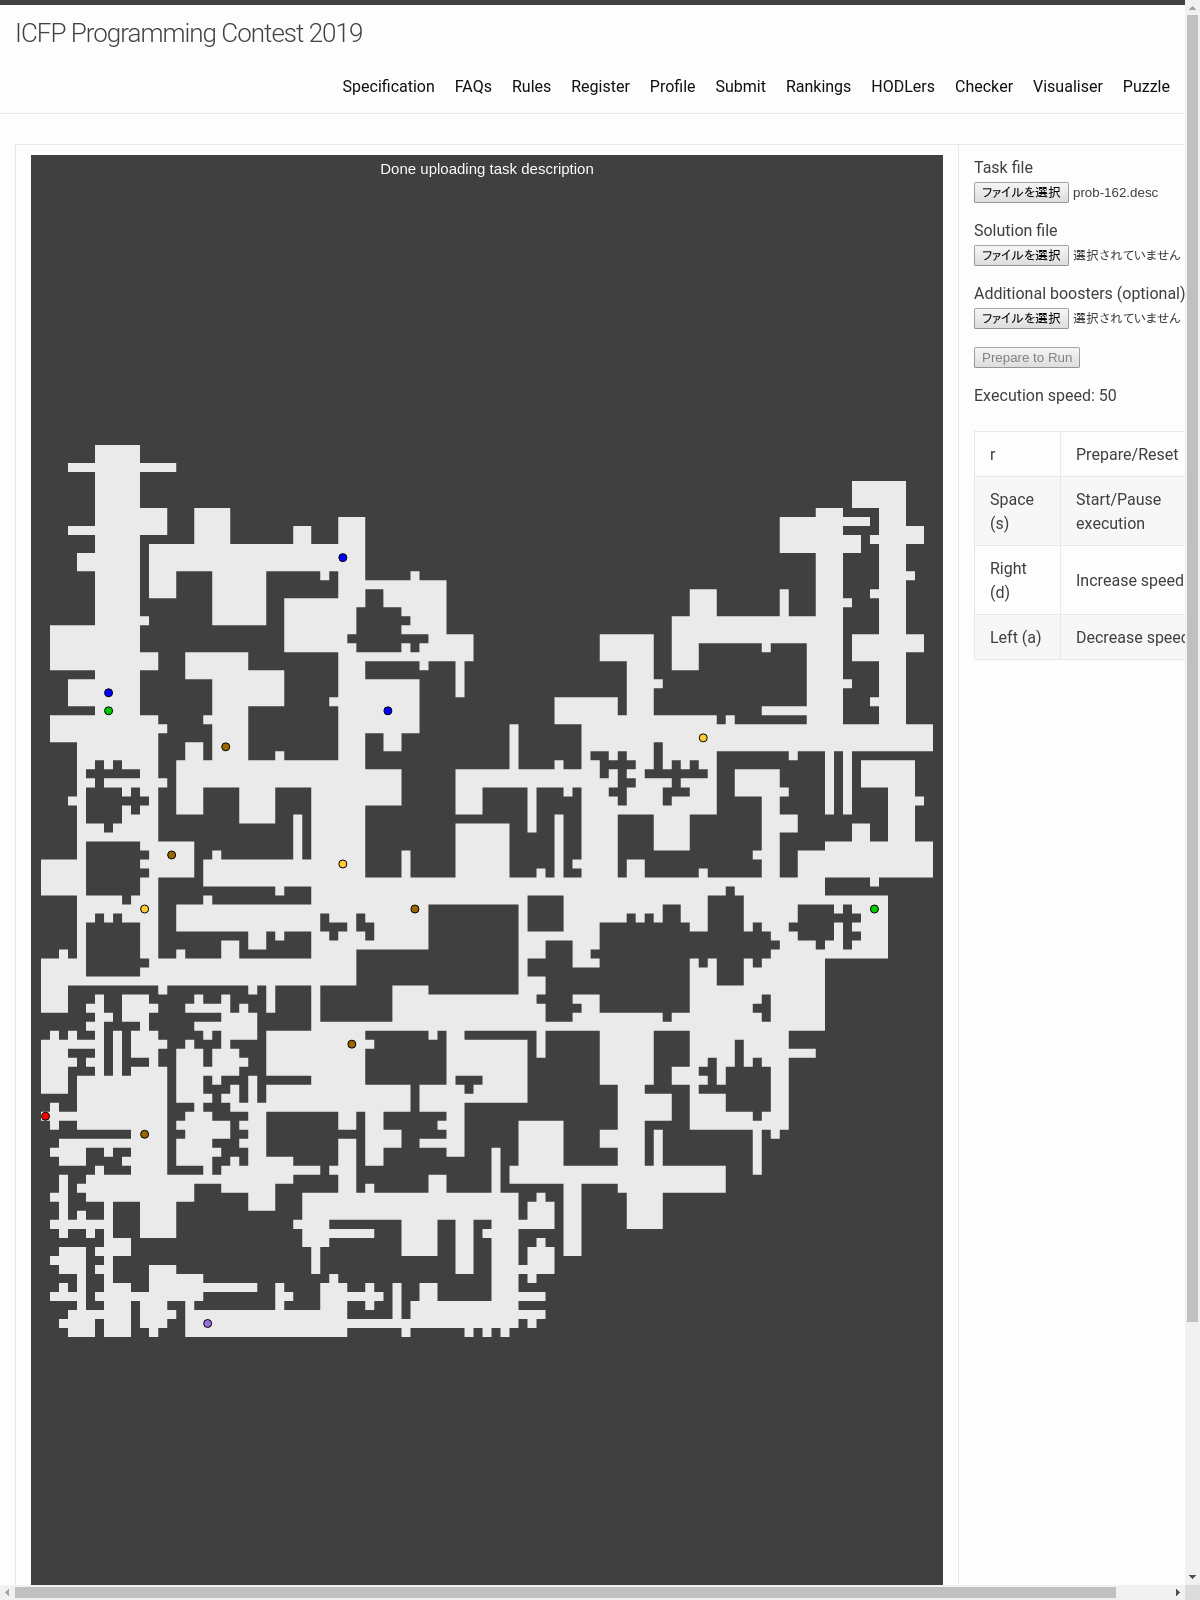 ICFP Programming Contest 2019
Specification FAQs Rules Register Profile Submit Rankings HODLers Checker Visualiser Puzzle
Done uploading task description
Task file
ファイルを選択 prob-162.desc
Solution file
ファイルを選択 選択されていません
Additional boosters (optional)
ファイルを選択 選択されていません
Prepare to Run
Execution speed: 50
r Prepare/Reset
Space (s) Start/Pause execution
Right (d) Increase speed
Left (a) Decrease speed